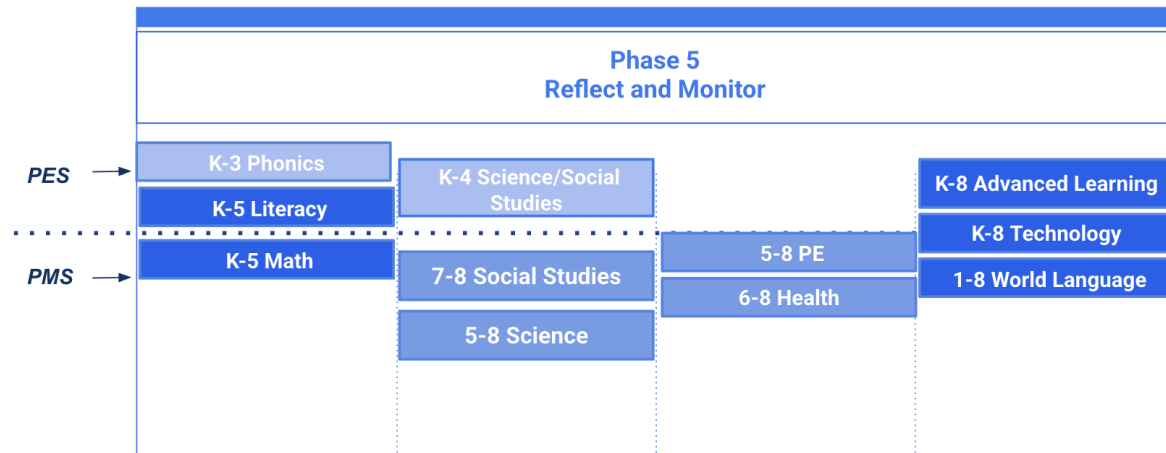 Phase 5
Reflect and Monitor
PES
K-3 Phonics
K-5 Literacy
PMS
K-5 Math
K-4 Science/Social
Studies
7-8 Social Studies
5-8 Science
5-8 PE
6-8 Health
K-8 Advanced Learning
K-8 Technology
1-8 World Language